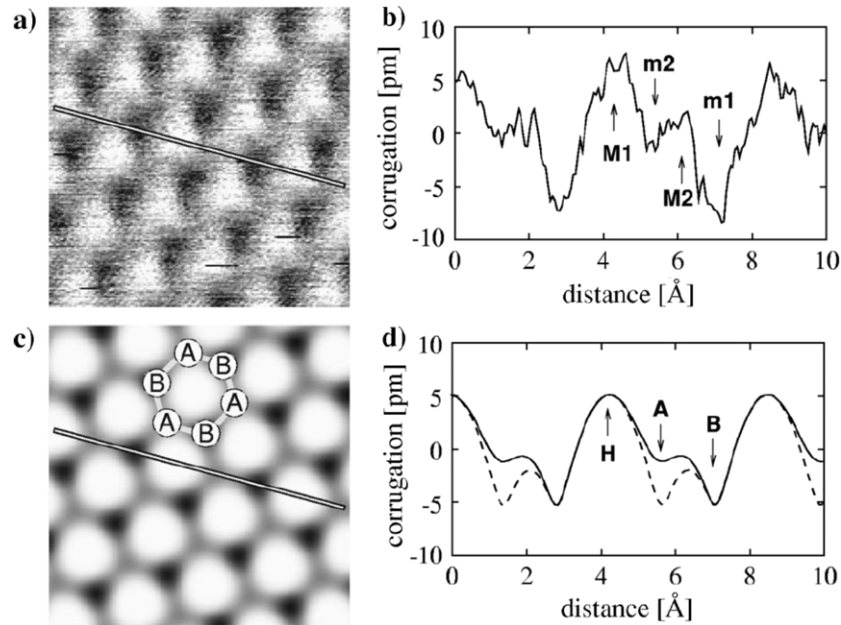 a)
b)
corrugation [pm]
10
5
0
-5
-10
m2
m1
M1
M2
0 2 4 6 8 10
distance [Å]
c)
A
B B
A A
B
d)
corrugation [pm]
10
5
0
-5
-10
A B
H
0 2 4 6 8 10
distance [Å]